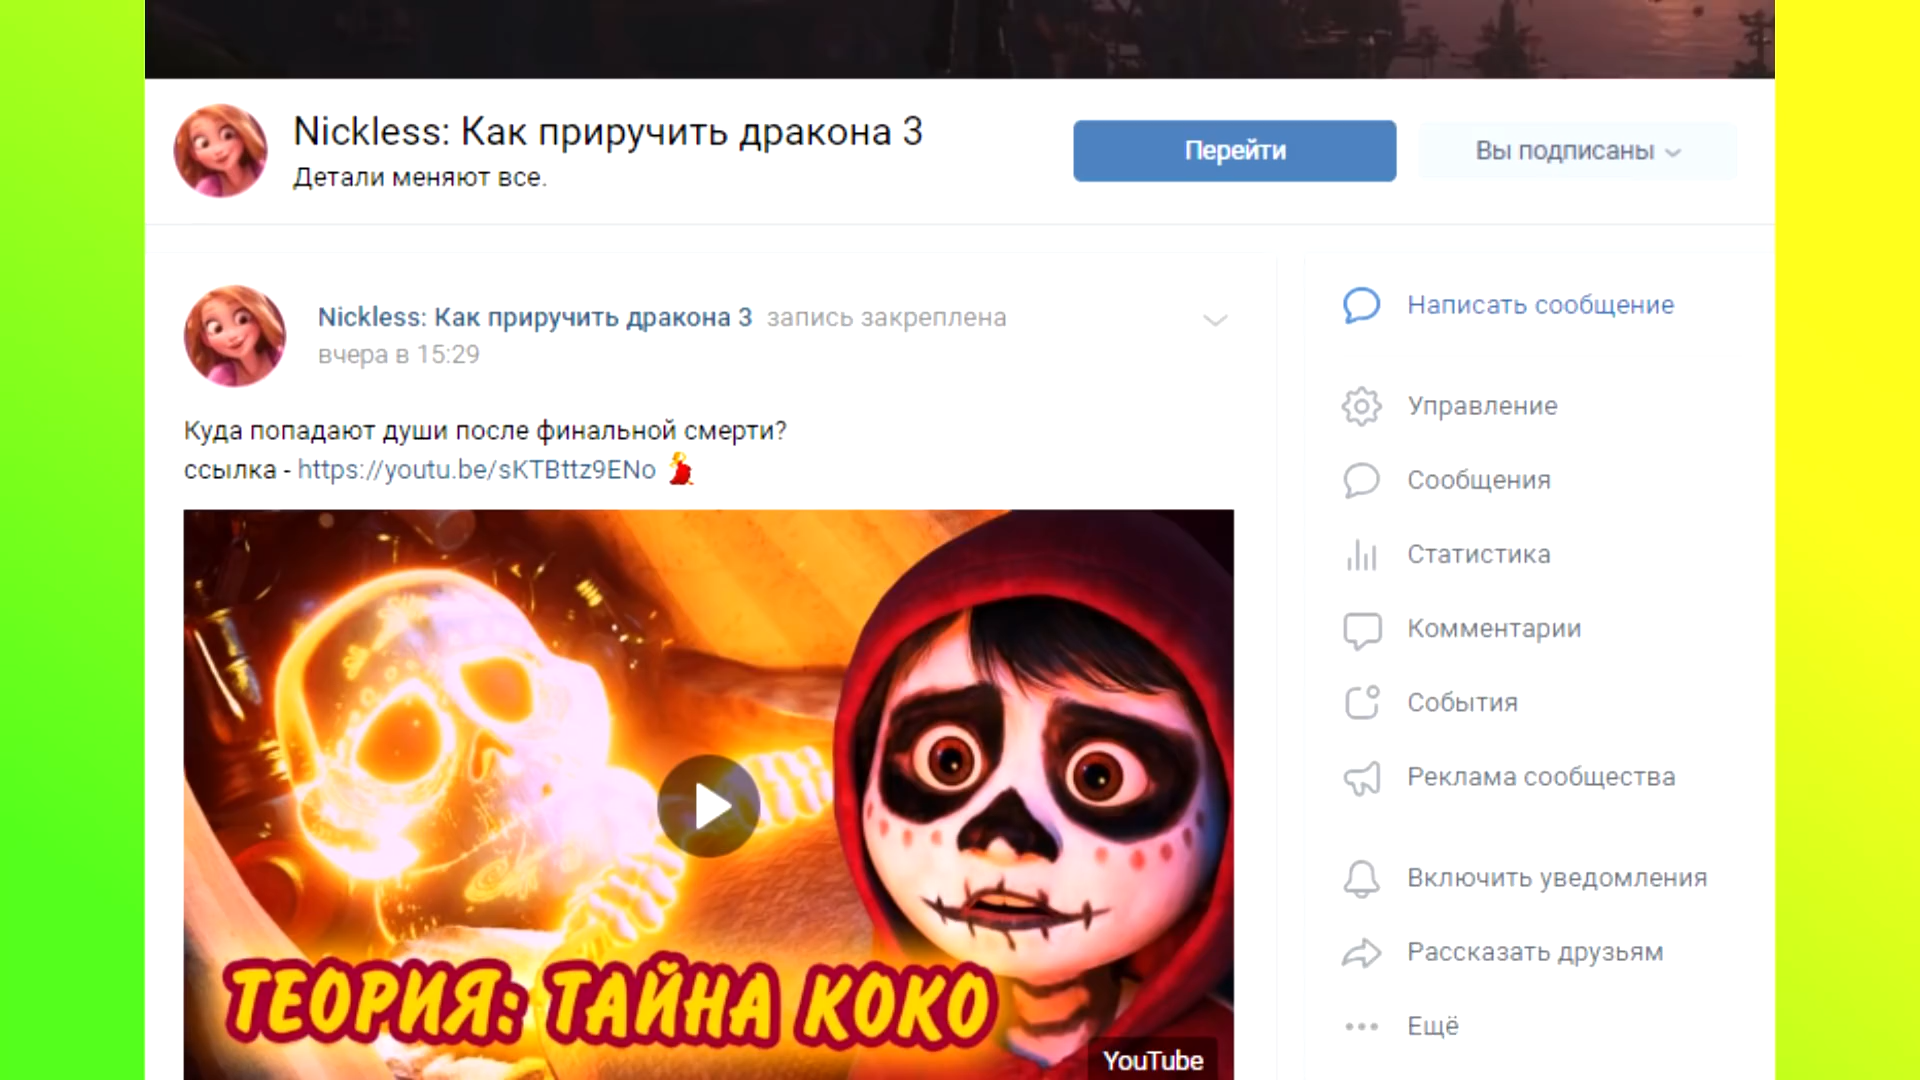 Nickless: Как приручить дракона 3
Детали меняют все.
Перейти
Вы подписаны
Nickless: Как приручить дракона 3 запись закреплена
вчера в 15:29
Куда попадают души после финальной смерти?
ссылка - https://youtu.be/sKTBttz9ENo
ТЕОРИЯ: ТАЙНА КОКО
YouTube
Написать сообщение
Управление
Сообщения
Статистика
Комментарии
События
Реклама сообщества
Включить уведомления
Рассказать друзьям
Ещё